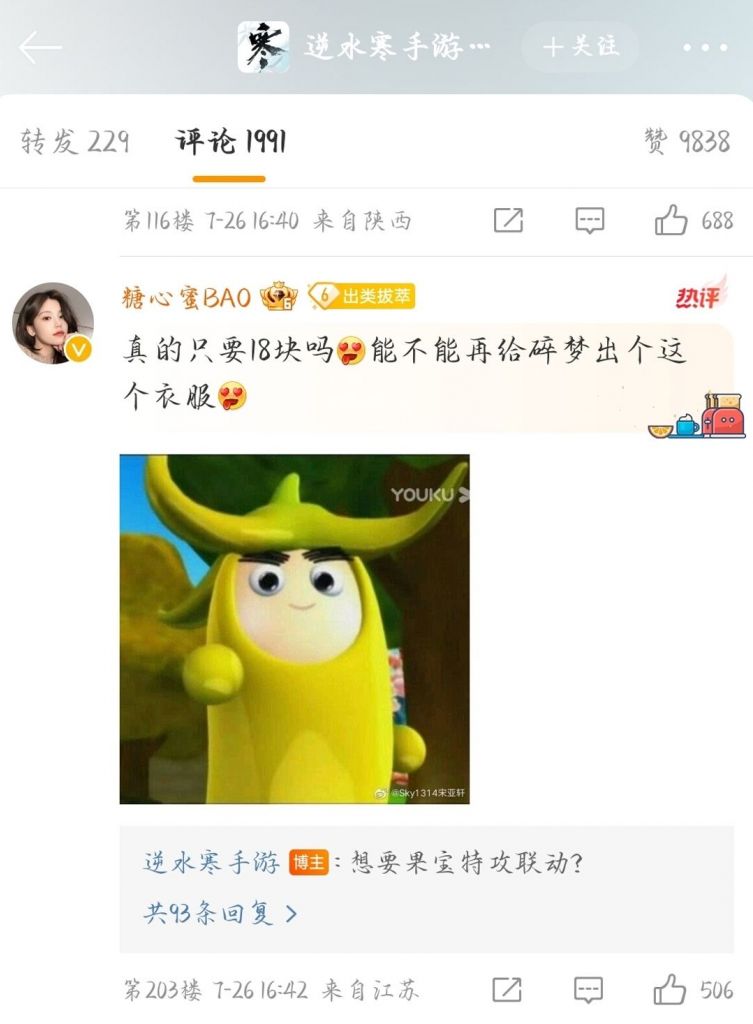 寒
逆水寒手游…
+关注
转发 229
评论 1991
赞 9838
第116楼 7-26 16:40 来自陕西
688
糖心蜜BAO
6
6 出类拔萃
热评
真的只要18块吗能不能再给碎梦出个这
个衣服
YOUKU
@Sky1314宋亚轩
逆水寒手游 博主：想要果宝特攻联动？
共93条回复 >
第203楼 7-26 16:42 来自江苏
506